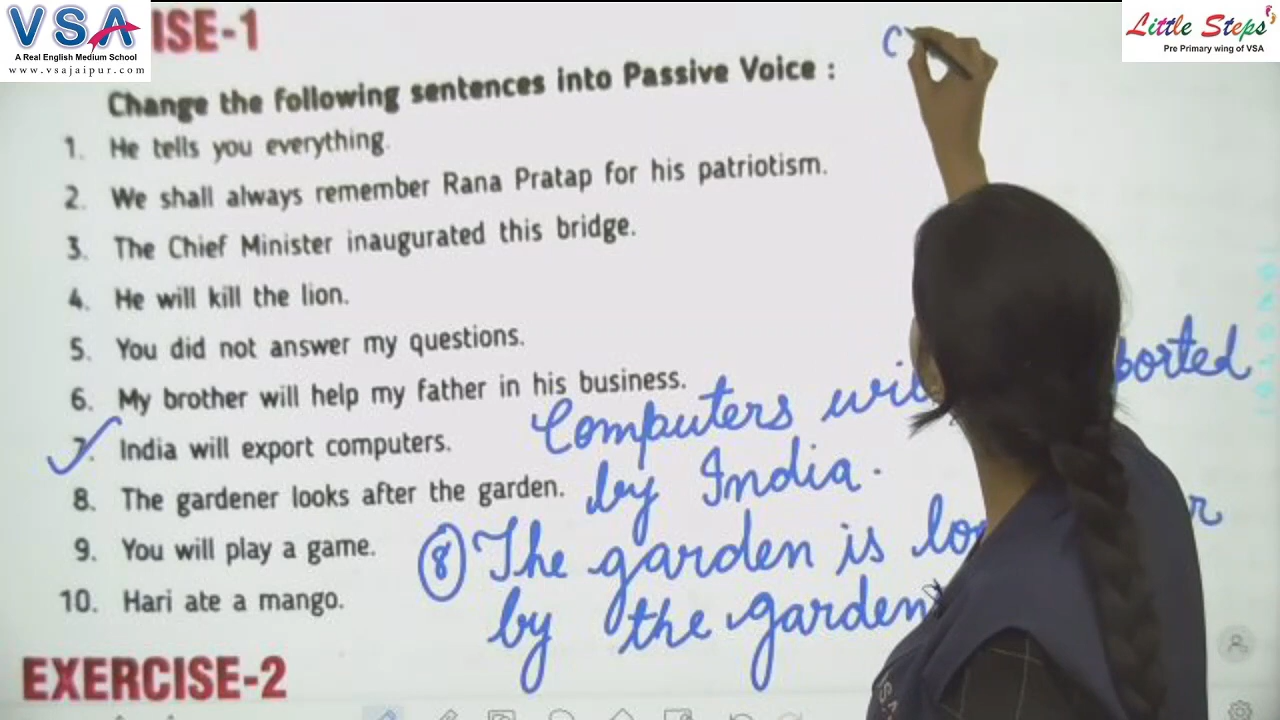 VSA
A Real English Medium School
www.vsajaipur.com
Little Steps
Pre Primary wing of VSA
ISE-1
Change the following sentences into Passive Voice :
1. He tells you everything.
2. We shall always remember Rana Pratap for his patriotism.
3. The Chief Minister inaugurated this bridge.
4. He will kill the lion.
5. You did not answer my questions.
6. My brother will help my father in his business.
7. India will export computers.
Computers wil ported
by India.
8. The gardener looks after the garden.
9. You will play a game.
8 The garden is lo r
10. Hari ate a mango.
by the garden
EXERCISE-2